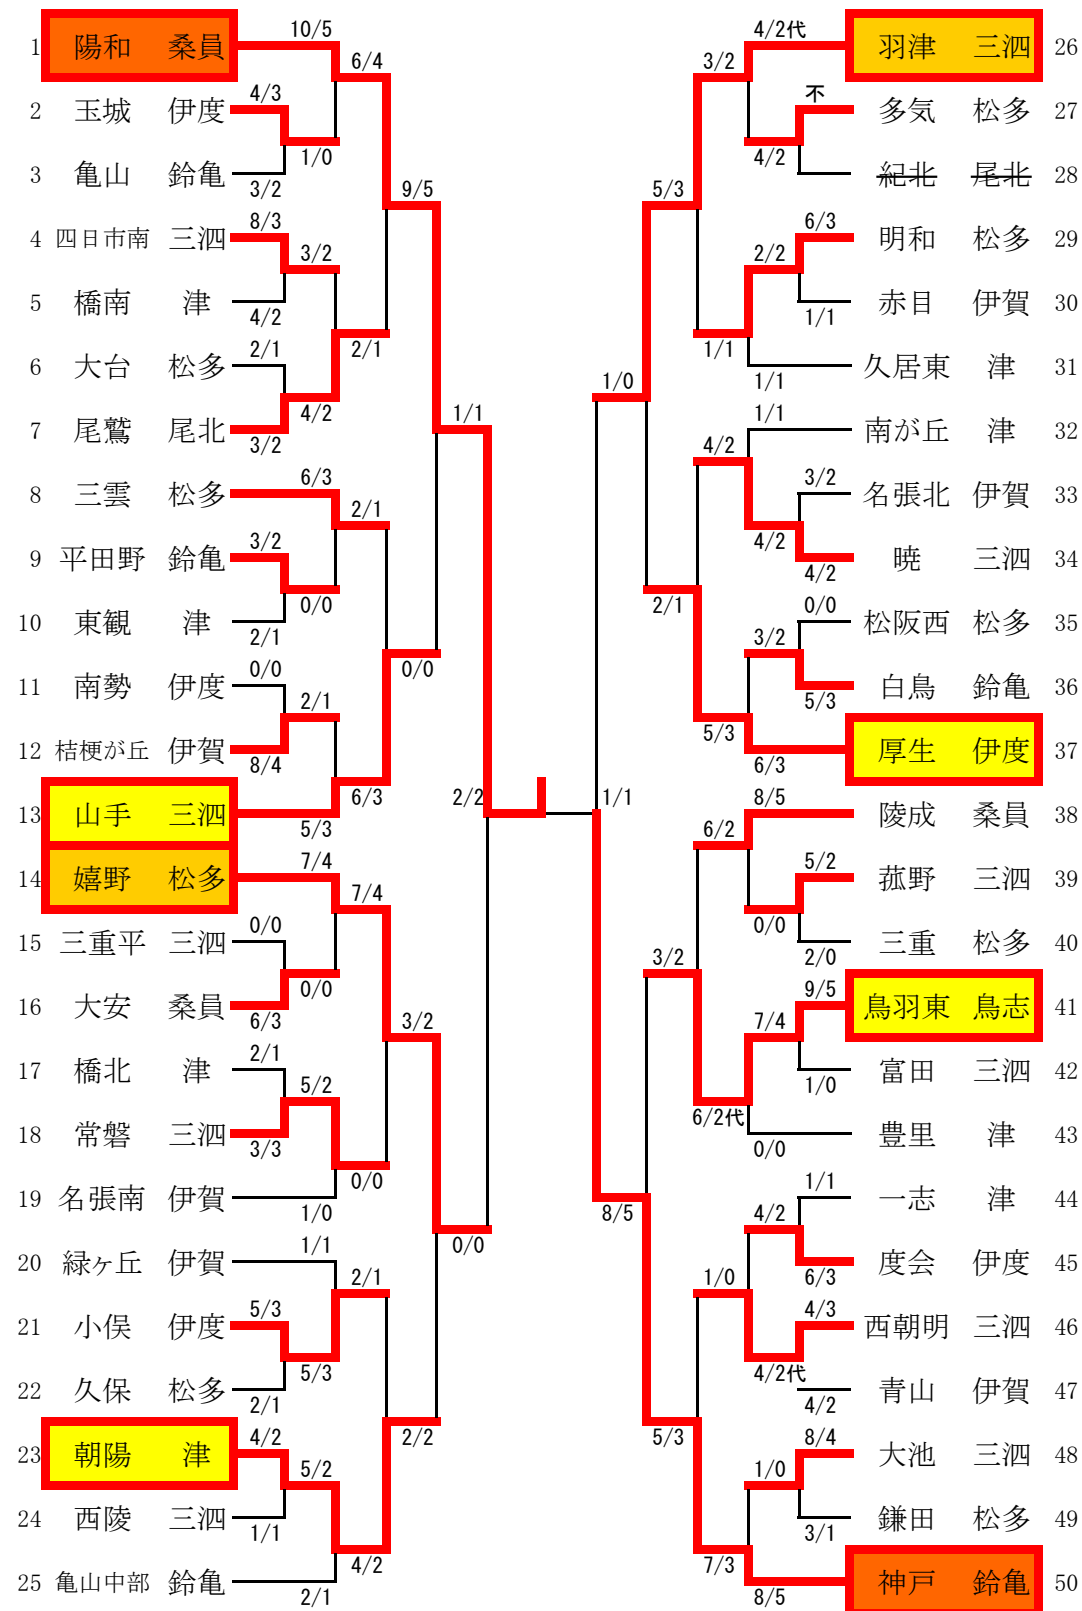 10/5
1 陽和 桑員
6/4
4/3
2 玉城 伊度
1/0
3 亀山 鈴亀
3/2
9/5
8/3
4 四日市南 三泗
3/2
5 橋南 津
4/2
2/1
2/1
6 大台 松多
4/2
7 尾鷲 尾北
3/2
1/1
6/3
8 三雲 松多
2/1
3/2
9 平田野 鈴亀
0/0
10 東観 津
2/1
0/0
0/0
11 南勢 伊度
2/1
12 桔梗が丘 伊賀
8/4
6/3
13 山手 三泗
5/3
2/2
7/4
14 嬉野 松多
7/4
0/0
15 三重平 三泗
0/0
16 大安 桑員
6/3
3/2
2/1
17 橋北 津
5/2
18 常磐 三泗
3/3
0/0
19 名張南 伊賀
1/0
0/0
1/1
20 緑ヶ丘 伊賀
2/1
5/3
21 小俣 伊度
5/3
22 久保 松多
2/1
2/2
4/2
23 朝陽 津
5/2
24 西陵 三泗
1/1
4/2
25 亀山中部 鈴亀
2/1
4/2代
羽津 三泗 26
3/2
不
多気 松多 27
4/2
紀北 尾北 28
5/3
6/3
明和 松多 29
2/2
赤目 伊賀 30
1/1
1/1
久居東 津 31
1/1
1/0
1/1
南が丘 津 32
4/2
3/2
名張北 伊賀 33
4/2
暁 三泗 34
4/2
2/1
0/0
松阪西 松多 35
3/2
白鳥 鈴亀 36
5/3
5/3
厚生 伊度 37
6/3
1/1
8/5
陵成 桑員 38
6/2
5/2
菰野 三泗 39
0/0
三重 松多 40
2/0
3/2
9/5
鳥羽東 鳥志 41
7/4
富田 三泗 42
1/0
6/2代
豊里 津 43
0/0
8/5
1/1
一志 津 44
4/2
度会 伊度 45
6/3
1/0
4/3
西朝明 三泗 46
4/2代
青山 伊賀 47
4/2
5/3
8/4
大池 三泗 48
1/0
鎌田 松多 49
3/1
7/3
神戸 鈴亀 50
8/5